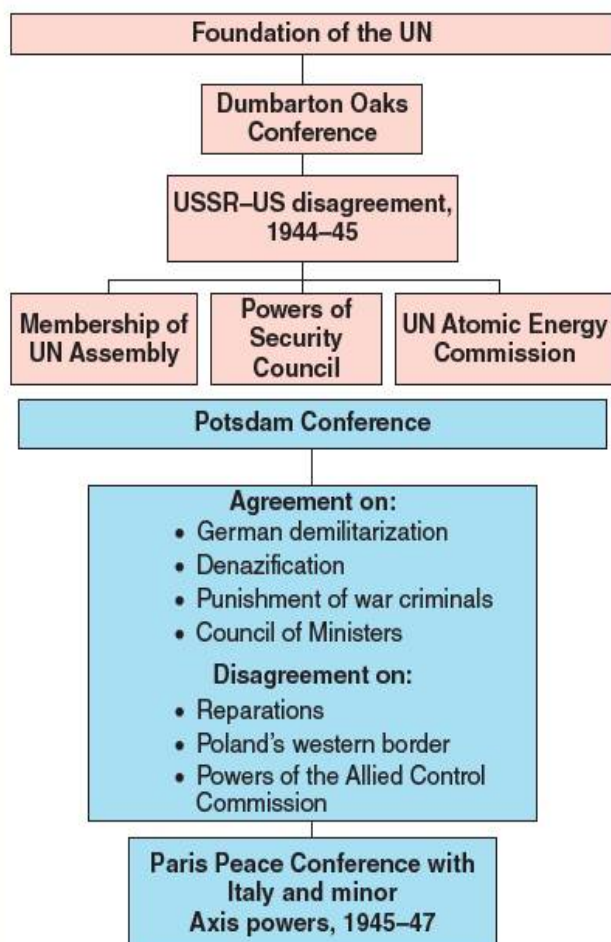 Foundation of the UN
Dumbarton Oaks
Conference
USSR–US disagreement,
1944–45
Membership of
UN Assembly
Powers of
Security
Council
UN Atomic Energy
Commission
Potsdam Conference
Agreement on:
• German demilitarization
• Denazification
• Punishment of war criminals
• Council of Ministers
Disagreement on:
• Reparations
• Poland's western border
• Powers of the Allied Control
Commission
Paris Peace Conference with
Italy and minor
Axis powers, 1945–47